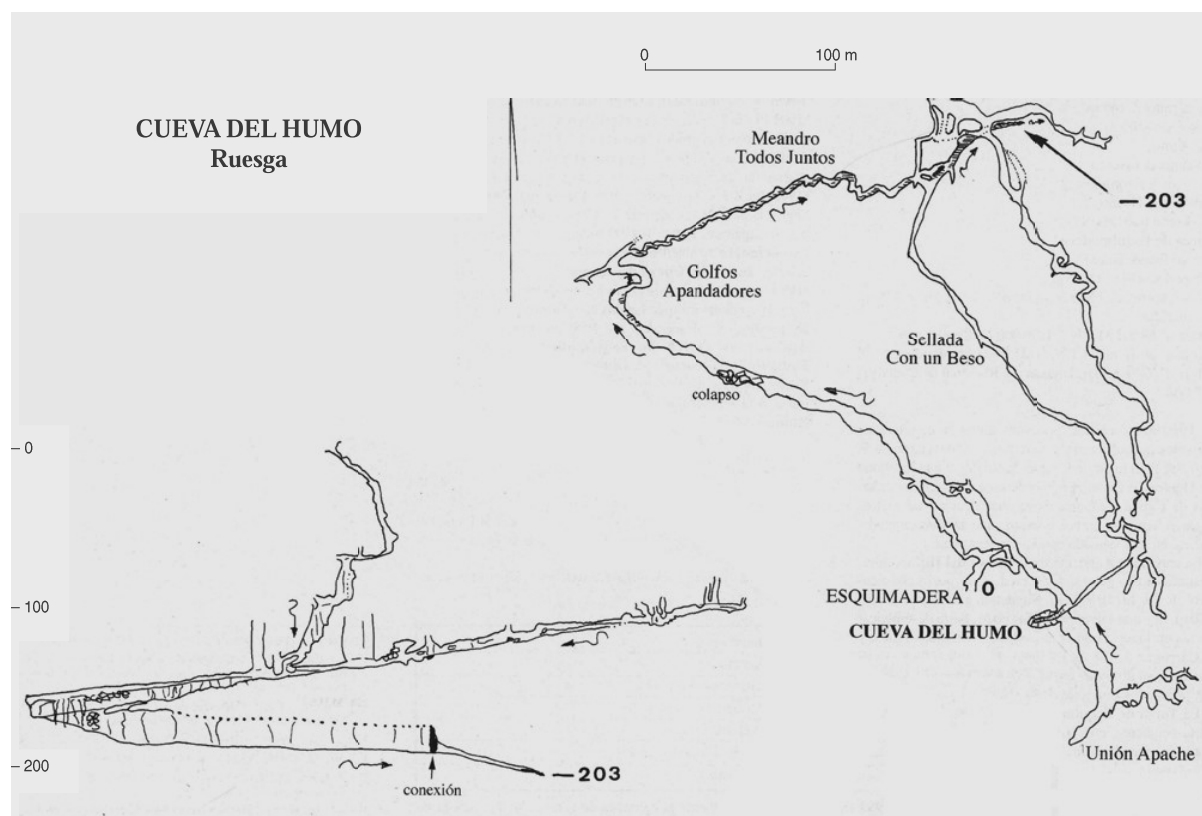 0 100 m
CUEVA DEL HUMO
Ruesga
Meandro
Todos Juntos
— 203
Golfos
Apandadores
Sellada
Con un Beso
colapso
– 0
ESQUIMADERA
0
– 100
CUEVA DEL HUMO
Unión Apache
– 200
— 203
conexión